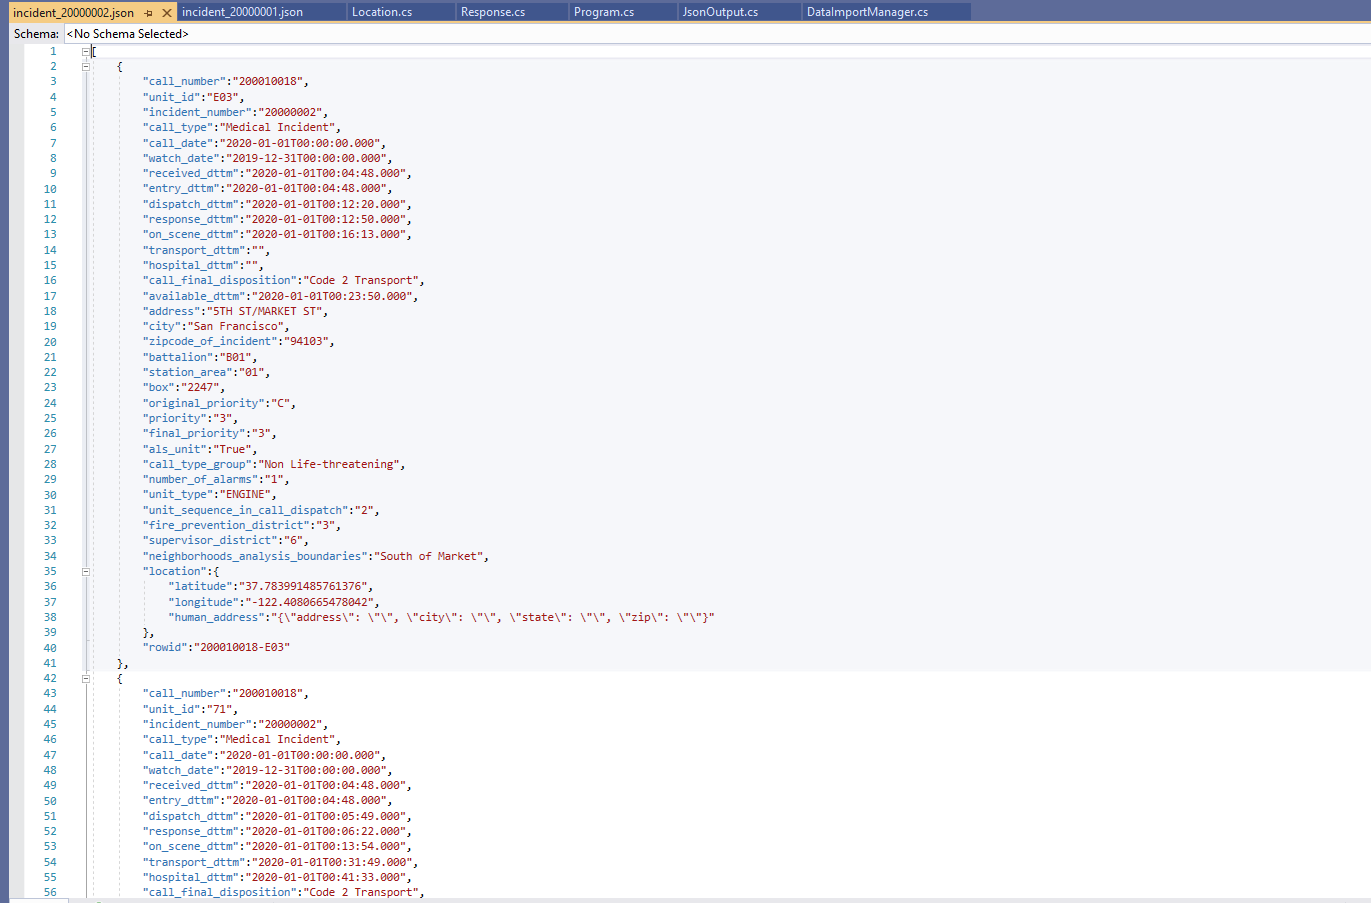 incident_20000002.json incident_20000001.json Location.cs Response.cs Program.cs JsonOutput.cs DataImportManager.cs
Schema: <No Schema Selected>
1 [
2 {
3 "call_number":"200010018",
4 "unit_id":"E03",
5 "incident_number":"20000002",
6 "call_type":"Medical Incident",
7 "call_date":"2020-01-01T00:00:00.000",
8 "watch_date":"2019-12-31T00:00:00.000",
9 "received_dttm":"2020-01-01T00:04:48.000",
10 "entry_dttm":"2020-01-01T00:04:48.000",
11 "dispatch_dttm":"2020-01-01T00:12:20.000",
12 "response_dttm":"2020-01-01T00:12:50.000",
13 "on_scene_dttm":"2020-01-01T00:16:13.000",
14 "transport_dttm":"",
15 "hospital_dttm":"",
16 "call_final_disposition":"Code 2 Transport",
17 "available_dttm":"2020-01-01T00:23:50.000",
18 "address":"5TH ST/MARKET ST",
19 "city":"San Francisco",
20 "zipcode_of_incident":"94103",
21 "battalion":"B01",
22 "station_area":"01",
23 "box":"2247",
24 "original_priority":"C",
25 "priority":"3",
26 "final_priority":"3",
27 "als_unit":"True",
28 "call_type_group":"Non Life-threatening",
29 "number_of_alarms":"1",
30 "unit_type":"ENGINE",
31 "unit_sequence_in_call_dispatch":"2",
32 "fire_prevention_district":"3",
33 "supervisor_district":"6",
34 "neighborhoods_analysis_boundaries":"South of Market",
35 "location":{
36 "latitude":"37.783991485761376",
37 "longitude":"-122.4080665478042",
38 "human_address":"{\"address\": \"\", \"city\": \"\", \"state\": \"\", \"zip\": \"\"}"
39 },
40 "rowid":"200010018-E03"
41 },
42 {
43 "call_number":"200010018",
44 "unit_id":"71",
45 "incident_number":"20000002",
46 "call_type":"Medical Incident",
47 "call_date":"2020-01-01T00:00:00.000",
48 "watch_date":"2019-12-31T00:00:00.000",
49 "received_dttm":"2020-01-01T00:04:48.000",
50 "entry_dttm":"2020-01-01T00:04:48.000",
51 "dispatch_dttm":"2020-01-01T00:05:49.000",
52 "response_dttm":"2020-01-01T00:06:22.000",
53 "on_scene_dttm":"2020-01-01T00:13:54.000",
54 "transport_dttm":"2020-01-01T00:31:49.000",
55 "hospital_dttm":"2020-01-01T00:41:33.000",
56 "call_final_disposition":"Code 2 Transport",